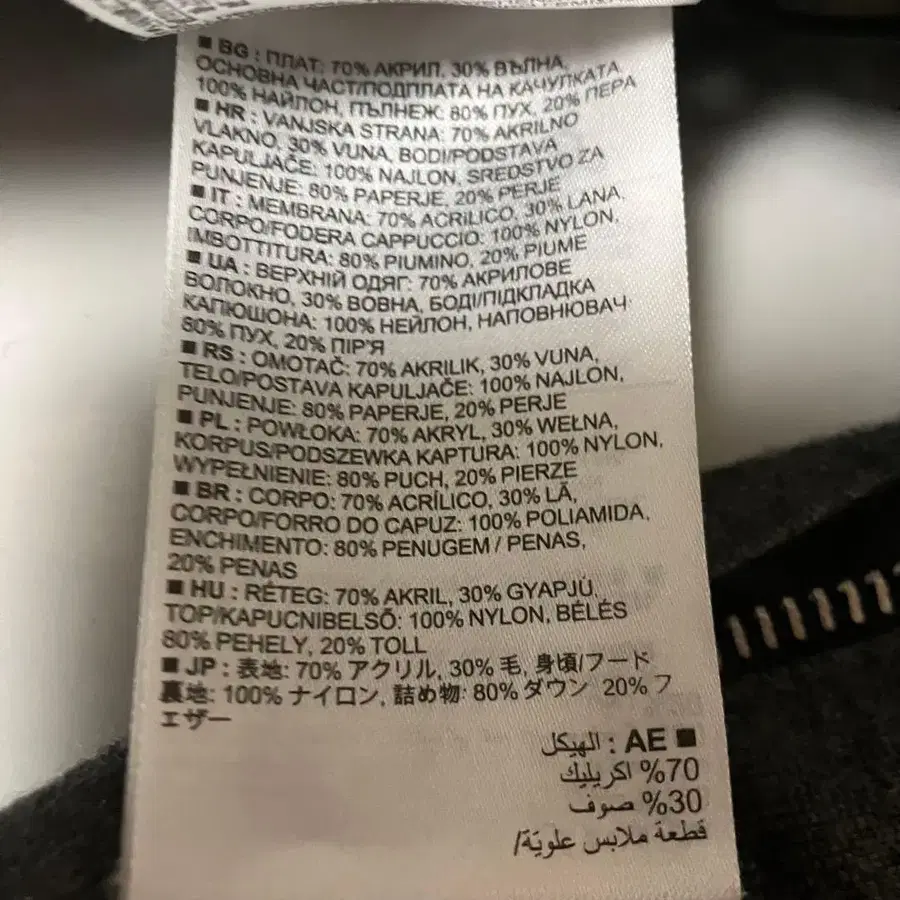 ■ BG : ПЛАТ: 70% АКРИЛ, 30% ВЪЛНА,
ОСНОВНА ЧАСТ/ПОДПЛАТА НА КАЧУЛКАТА
100% НАЙЛОН, ПЪЛНЕЖ: 80% ПУХ, 20% ПЕРА
■ HR : VANJSKA STRANA: 70% AKRILNO
VLAKNO, 30% VUNA, BODI/PODSTAVA
KAPULJAČE: 100% NAJLON, SREDSTVO ZA
PUNJENJE: 80% PAPERJE, 20% PERJE
■ IT : MEMBRANA: 70% ACRILICO, 30% LANA,
CORPO/FODERA CAPPUCCIO: 100% NYLON,
IMBOTTITURA: 80% PIUMINO, 20% PIUME
■ UA : ВЕРХНІЙ ОДЯГ: 70% АКРИЛОВЕ
ВОЛОКНО, 30% ВОВНА, БОДІ/ПІДКЛАДКА
КАПЮШОНА: 100% НЕЙЛОН, НАПОВНЮВАЧ
80% ПУХ, 20% ПІР'Я
■ RS : OMOTAČ: 70% AKRILIK, 30% VUNA,
TELO/POSTAVA KAPULJAČE: 100% NAJLON,
PUNJENJE: 80% PAPERJE, 20% PERJE
■ PL : POWŁOKA: 70% AKRYL, 30% WEŁNA,
KORPUS/PODSZEWKA KAPTURA: 100% NYLON,
WYPEŁNIENIE: 80% PUCH, 20% PIERZE
■ BR : CORPO: 70% ACRÍLICO, 30% LÃ,
CORPO/FORRO DO CAPUZ: 100% POLIAMIDA,
ENCHIMENTO: 80% PENUGEM / PENAS,
20% PENAS
■ HU : RÉTEG: 70% AKRIL, 30% GYAPJÚ
TOP/KAPUCNIBELSŐ: 100% NYLON, BÉLÉS
80% PEHELY, 20% TOLL
■ JP : 表地: 70% アクリル, 30% 毛, 身頃/フード
裏地: 100% ナイロン, 詰め物: 80% ダウン 20% フ
ェザー
■ AE : الهيكل
70% اكريليك
30% صوف
قطعة ملابس علويّة/